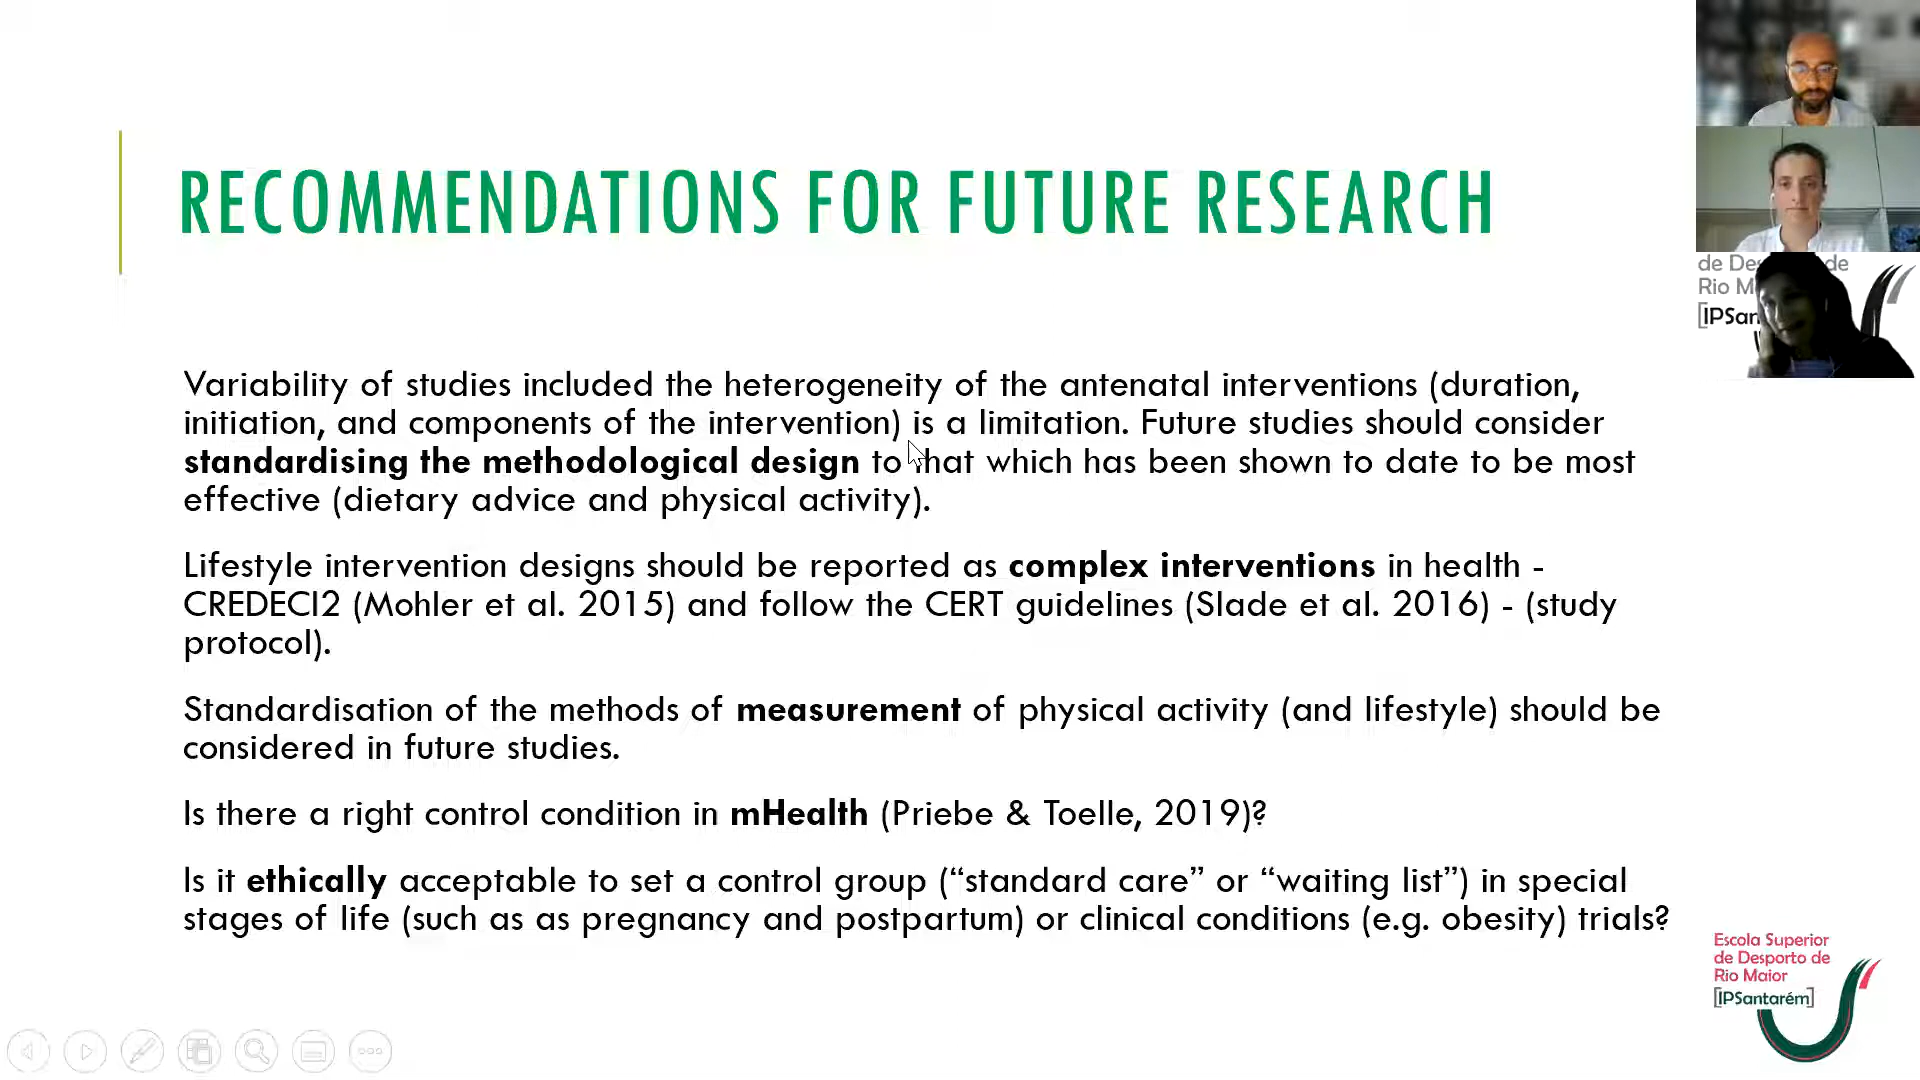 RECOMMENDATIONS FOR FUTURE RESEARCH
Variability of studies included the heterogeneity of the antenatal interventions (duration,
initiation, and components of the intervention) is a limitation. Future studies should consider
standardising the methodological design to that which has been shown to date to be most
effective (dietary advice and physical activity).
Lifestyle intervention designs should be reported as complex interventions in health -
CREDECI2 (Mohler et al. 2015) and follow the CERT guidelines (Slade et al. 2016) - (study
protocol).
Standardisation of the methods of measurement of physical activity (and lifestyle) should be
considered in future studies.
Is there a right control condition in mHealth (Priebe & Toelle, 2019)?
Is it ethically acceptable to set a control group (“standard care” or “waiting list”) in special
stages of life (such as as pregnancy and postpartum) or clinical conditions (e.g. obesity) trials?
de
de
Rio
Escola Superior
de Desporto de
Rio Maior
[IPSantarém]